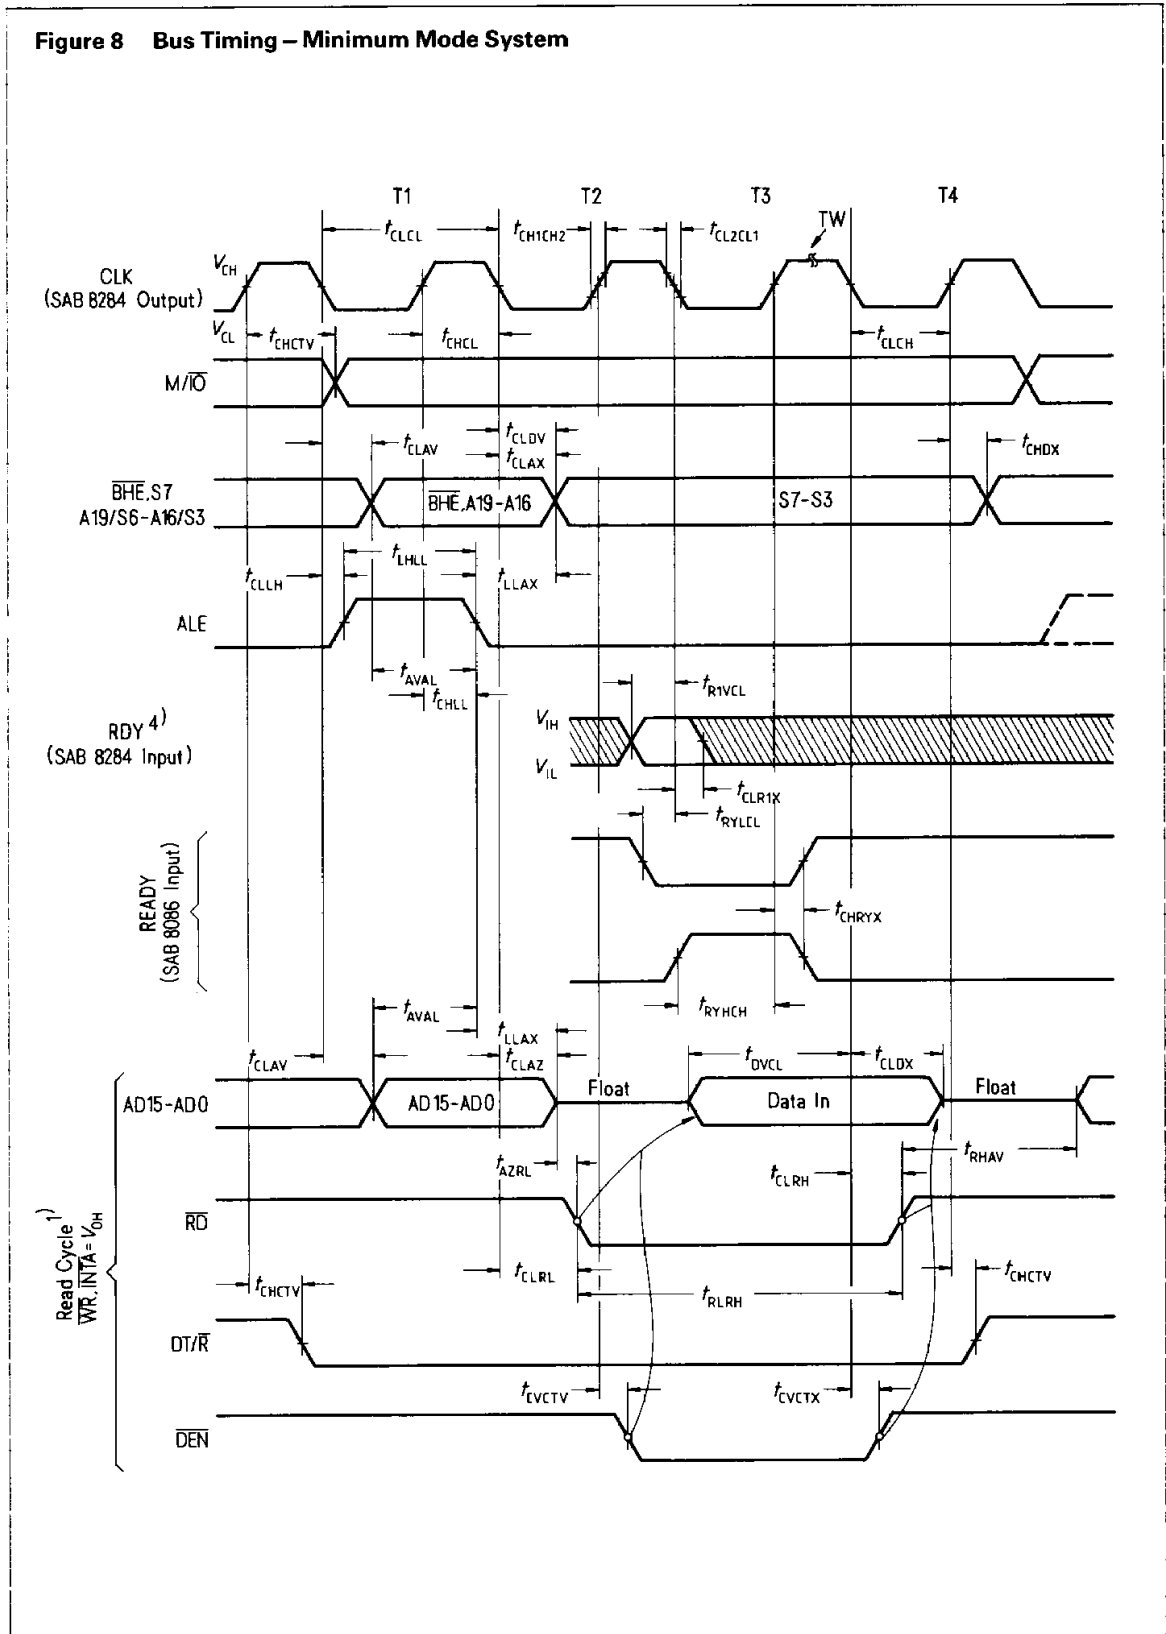 Figure 8 Bus Timing – Minimum Mode System
T1 T2 T3 T4
tCLCL tCH1CH2 tCL2CL1 TW
VCH
CLK
(SAB 8284 Output)
VCL tCHCTV tCHCL tCLCH
M/IO
tCLAV tCLDV tCHDX
tCLAX
BHE,S7
A19/S6-A16/S3
BHE,A19-A16 S7-S3
tLHLL
tCLLH tLLAX
ALE
tAVAL tR1VCL
tCHLL
RDY 4)
(SAB 8284 Input)
VIH
VIL
tCLR1X
tRYLCL
READY
(SAB 8086 Input)
tCHRYX
tAVAL tRYHCH
tLLAX
tCLAV tCLAZ tDVCL tCLDX
AD15-AD0 AD15-AD0 Float Data In Float
tAZRL tCLRH tRHAV
RD
Read Cycle 1)
WR, INTA = VOH
tCHCTV tCLRL tRLRH tCHCTV
DT/R
tCVCTV tCVCTX
DEN